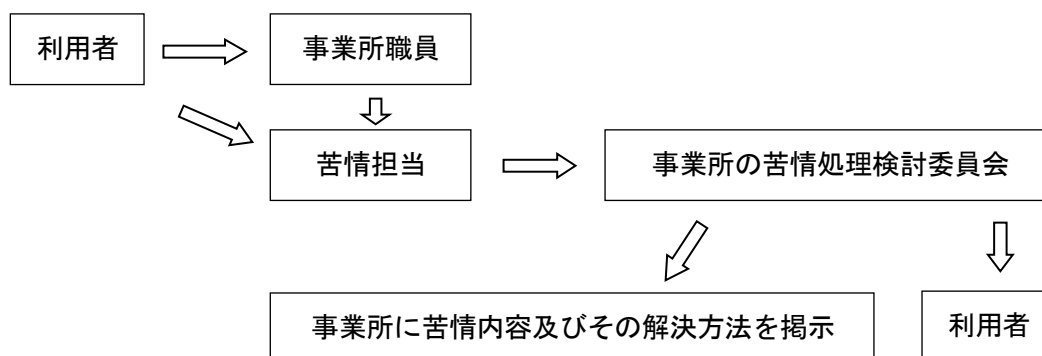 利用者
事業所職員
苦情担当
事業所の苦情処理検討委員会
事業所に苦情内容及びその解決方法を掲示
利用者